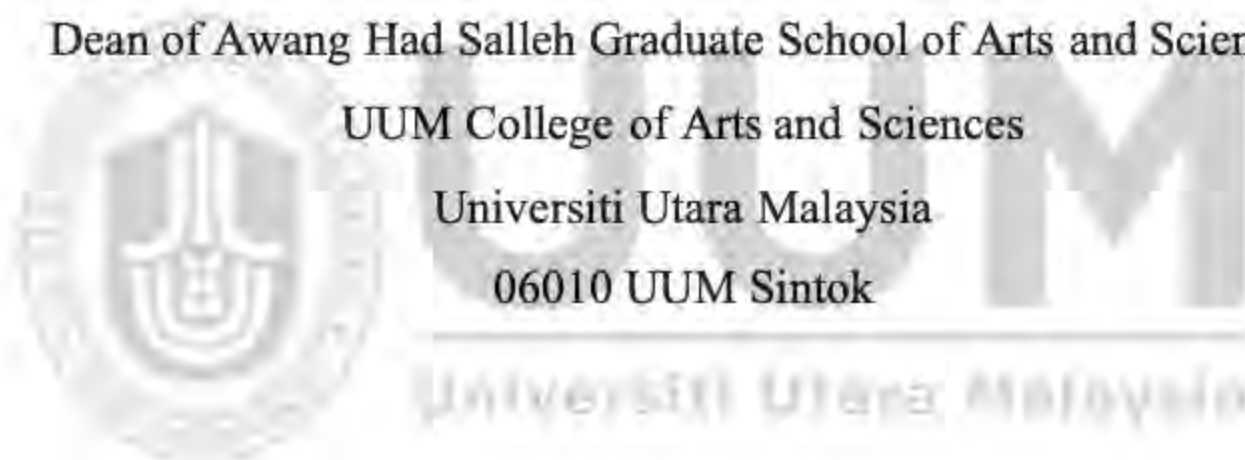 Dean of Awang Had Salleh Graduate School of Arts and Scien
UUM College of Arts and Sciences
Universiti Utara Malaysia
06010 UUM Sintok
UUM
Universiti Utara Malaysia